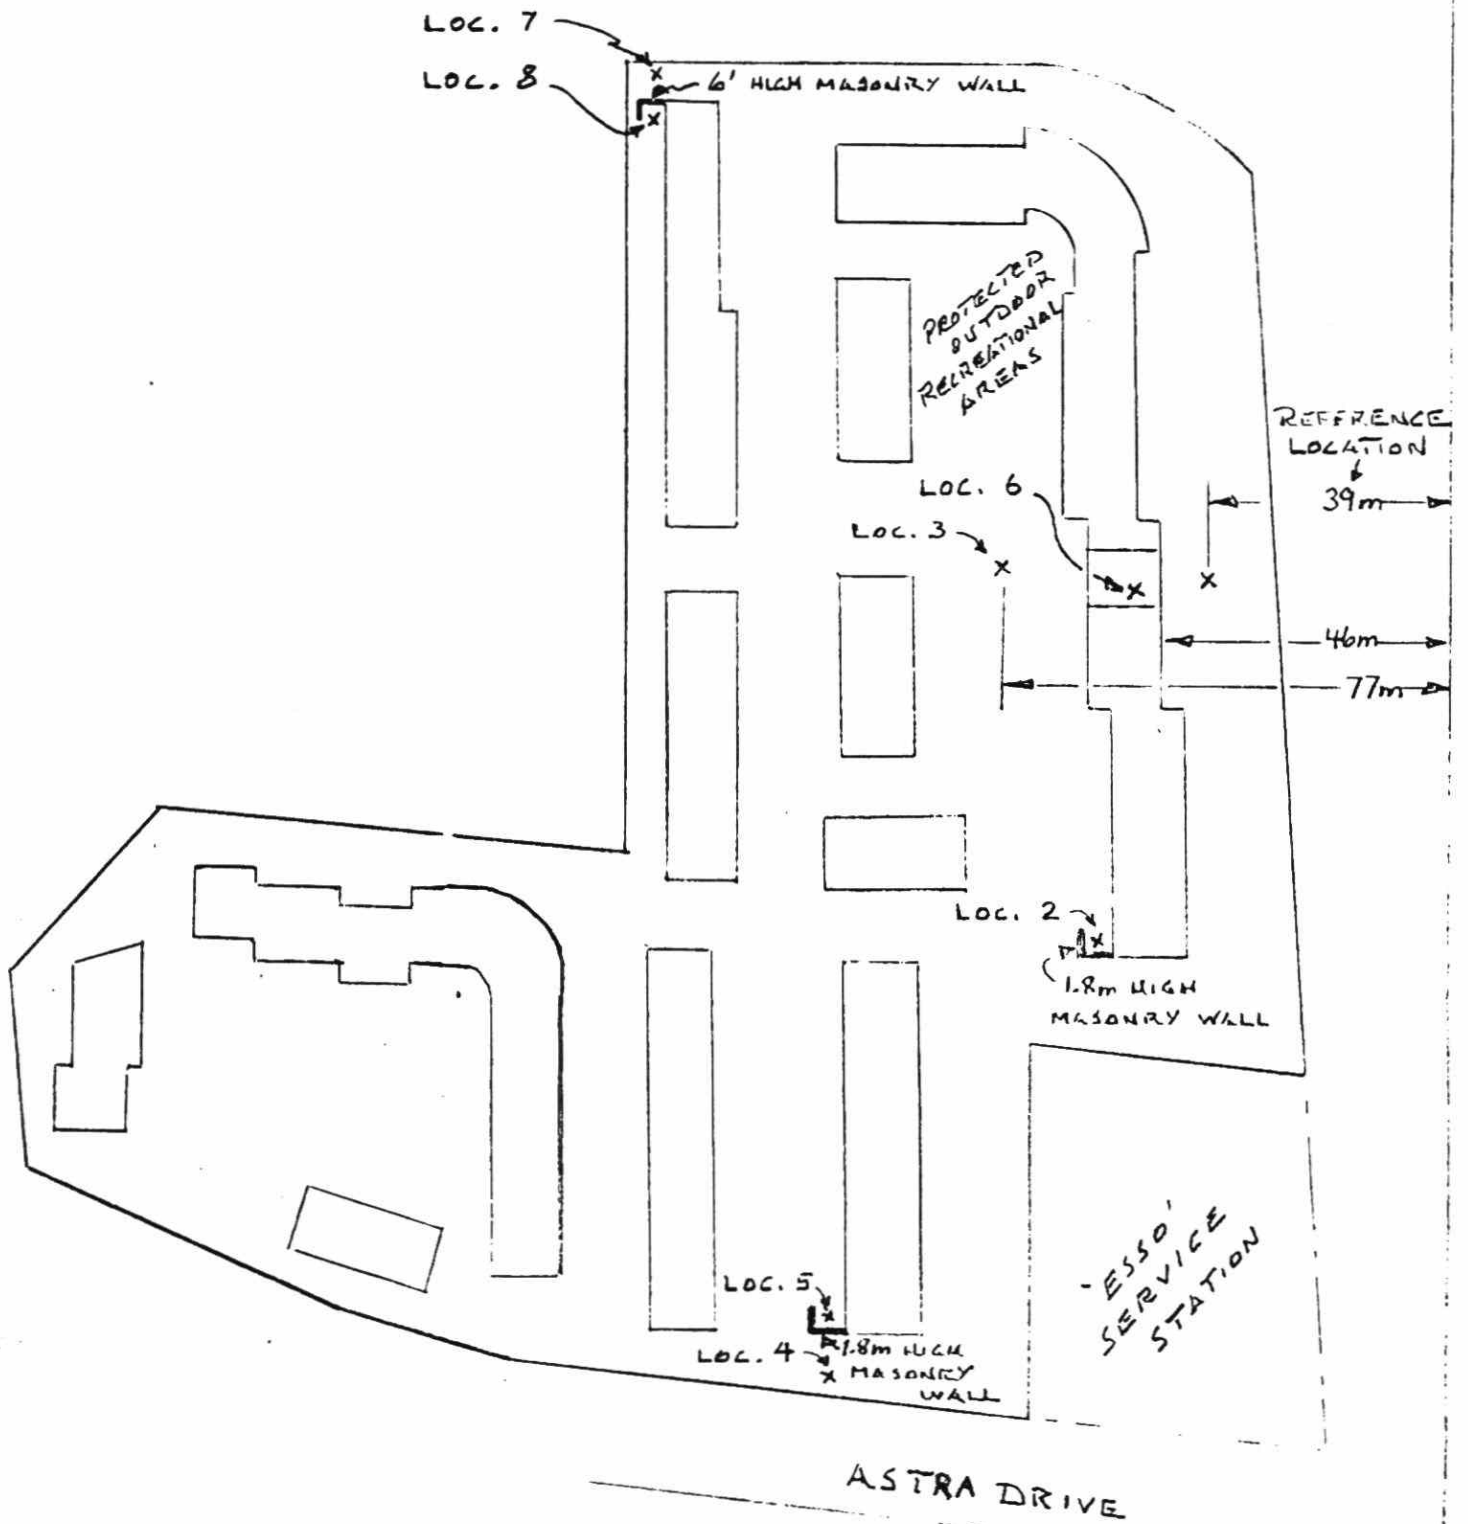 LOC. 7
LOC. 8
6' HIGH MASONRY WALL
PROTECTED
OUTDOOR
RECREATIONAL
AREAS
REFERENCE
LOCATION
39m
LOC. 6
LOC. 3
46m
77m
LOC. 2
1.8m HIGH
MASONRY WALL
'ESSO'
SERVICE
STATION
LOC. 5
LOC. 4
1.8m HIGH
MASONRY
WALL
ASTRA DRIVE